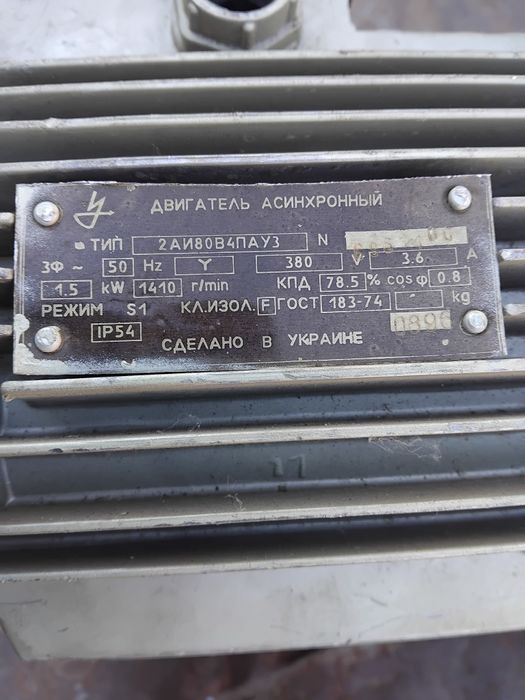 ДВИГАТЕЛЬ АСИНХРОННЫЙ
ТИП 2АИ80В4ПАУ3 N
3Ф ~ 50 Hz Y 380 V 3.6 A
1.5 kW 1410 r/min КПД 78.5 % cos φ 0.8
РЕЖИМ S1 КЛ.ИЗОЛ. F ГОСТ 183-74 - kg
IP54 0896
СДЕЛАНО В УКРАИНЕ
11